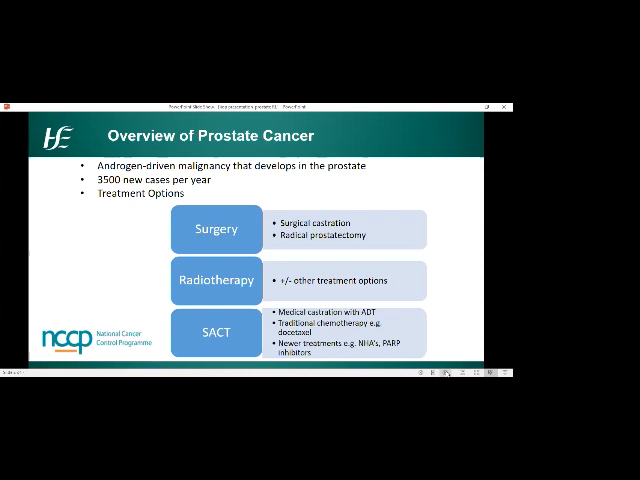 Overview of Prostate Cancer
• Androgen-driven malignancy that develops in the prostate
• 3500 new cases per year
• Treatment Options
Surgery
• Surgical castration
• Radical prostatectomy
Radiotherapy
• +/- other treatment options
SACT
• Medical castration with ADT
• Traditional chemotherapy e.g.
docetaxel
• Newer treatments e.g. NHA's, PARP
inhibitors
nccp
National Cancer
Control Programme